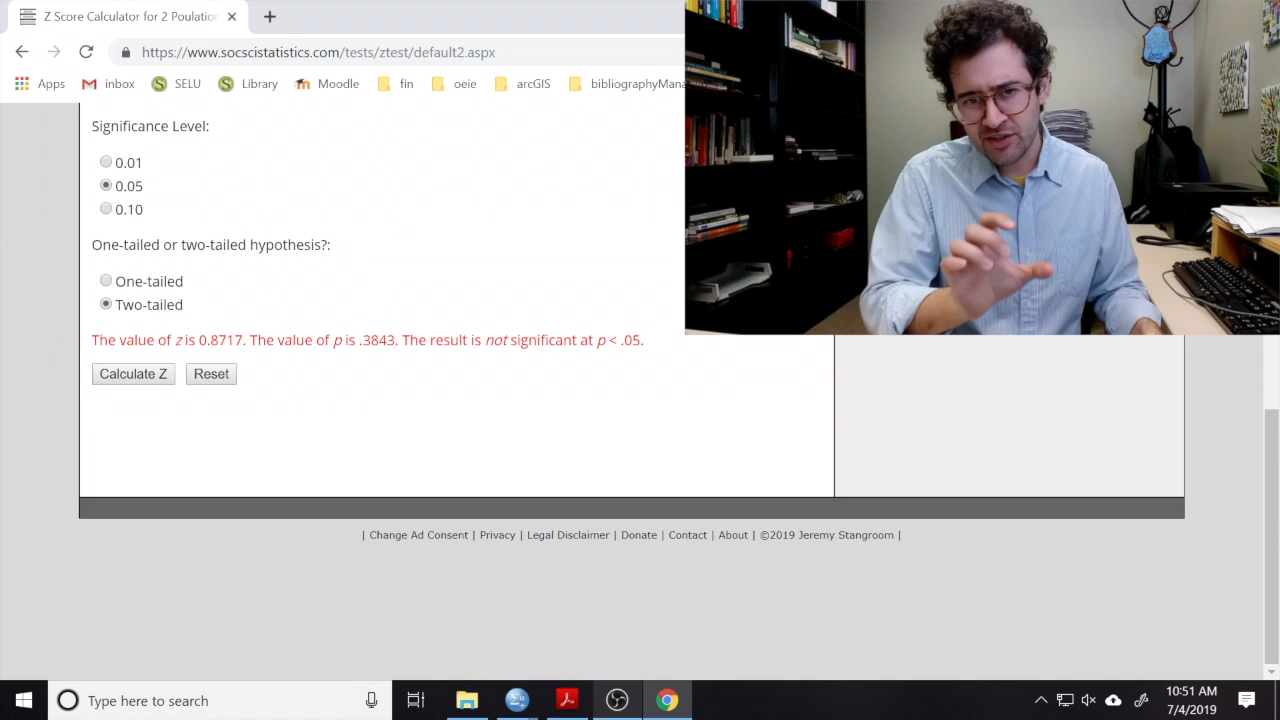 Z Score Calculator for 2 Poulation
https://www.socscistatistics.com/tests/ztest/default2.aspx
Apps inbox SELU Library Moodle fin oeie arcGIS bibliographyMana
Significance Level:
0.01
0.05
0.10
One-tailed or two-tailed hypothesis?:
One-tailed
Two-tailed
The value of z is 0.8717. The value of p is .3843. The result is not significant at p < .05.
Calculate Z Reset
| Change Ad Consent | Privacy | Legal Disclaimer | Donate | Contact | About | ©2019 Jeremy Stangroom |
Type here to search
10:51 AM
7/4/2019